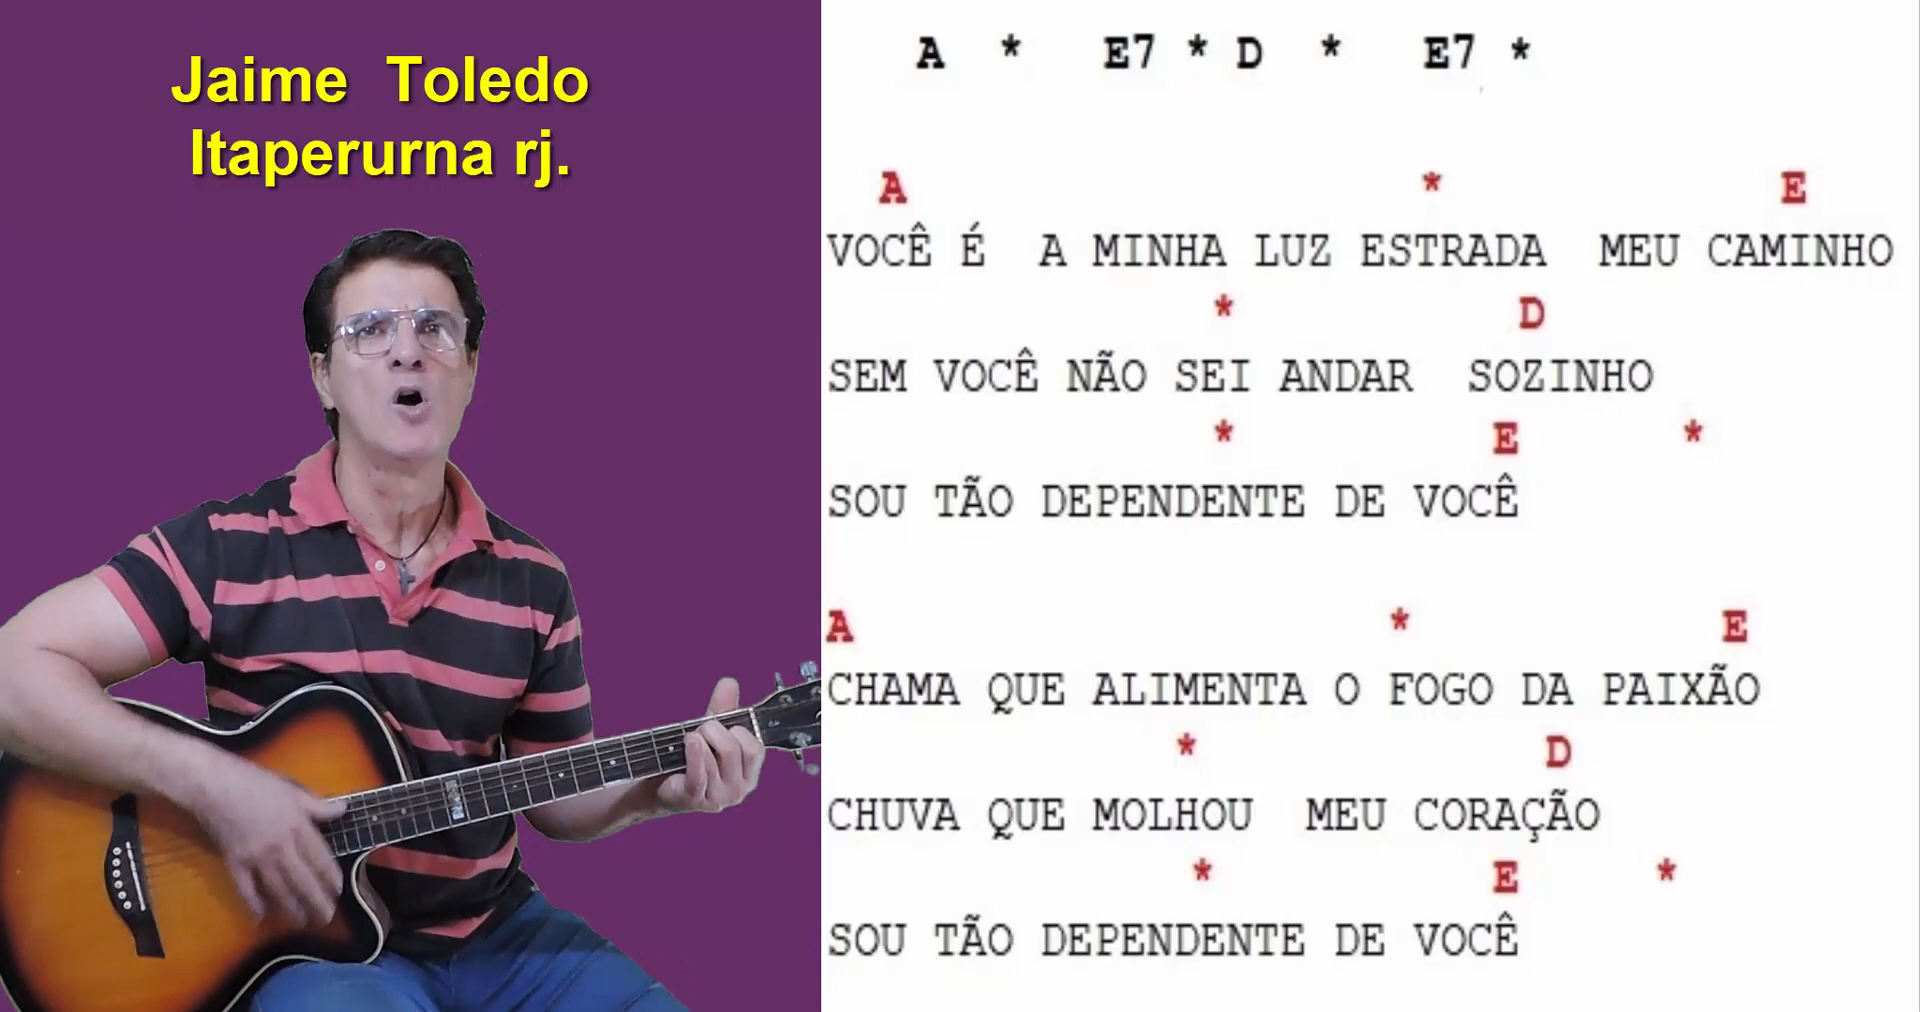 Jaime Toledo
Itaperurna rj.
A * E7 * D * E7 *
A * E
VOCÊ É A MINHA LUZ ESTRADA MEU CAMINHO
* D
SEM VOCÊ NÃO SEI ANDAR SOZINHO
* E *
SOU TÃO DEPENDENTE DE VOCÊ
A * E
CHAMA QUE ALIMENTA O FOGO DA PAIXÃO
* D
CHUVA QUE MOLHOU MEU CORAÇÃO
* E *
SOU TÃO DEPENDENTE DE VOCÊ